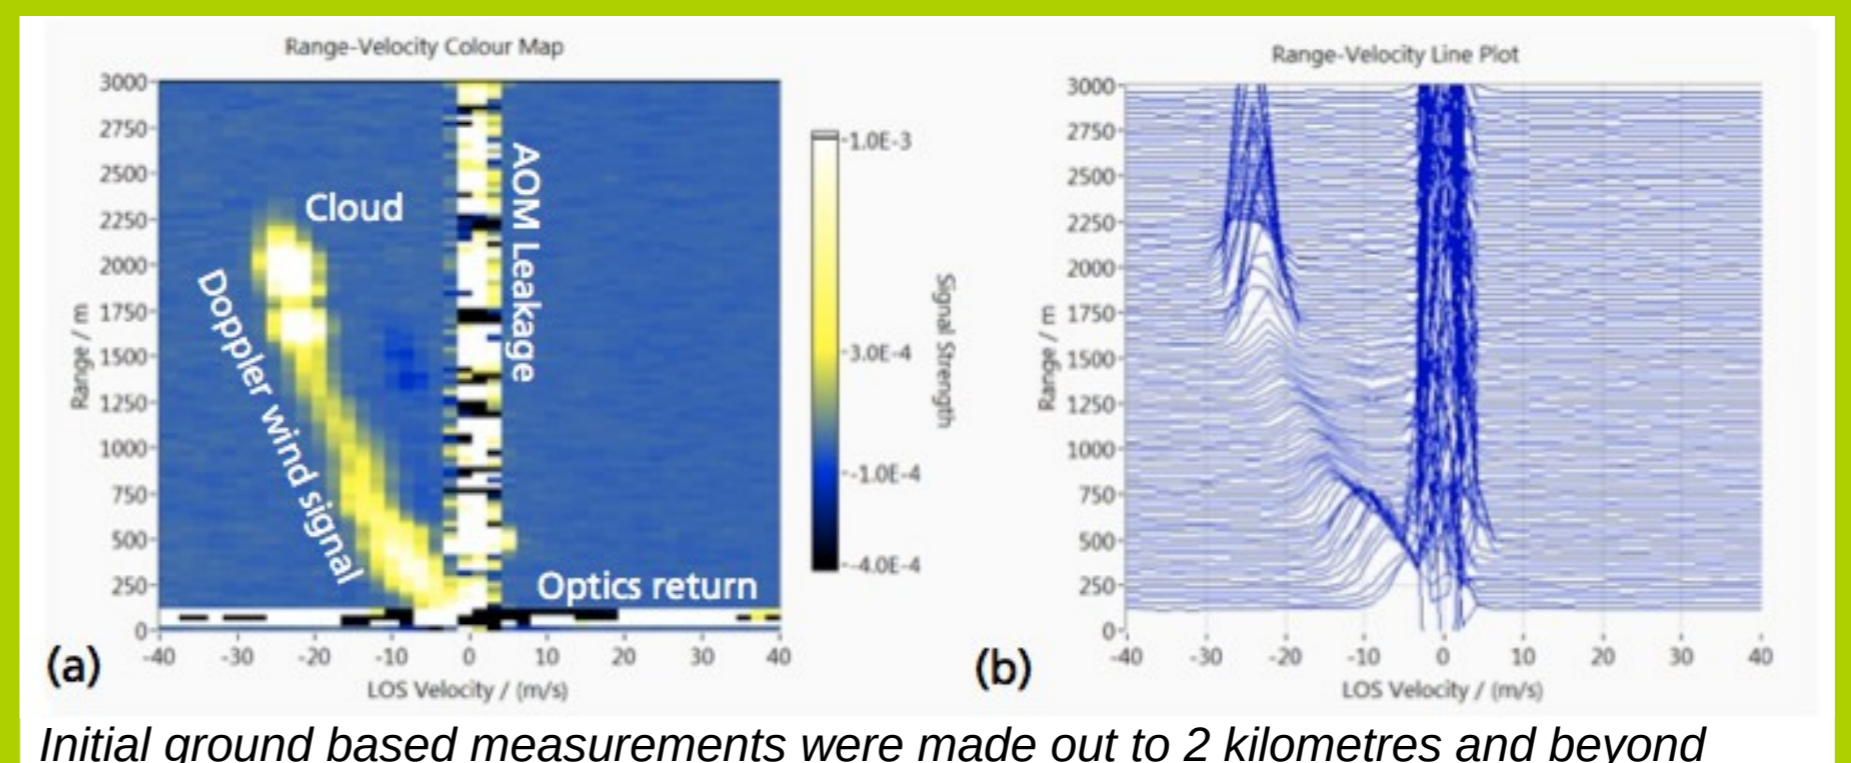 Range-Velocity Colour Map
3000
2750
2500
2250
2000
1750
1500
1250
1000
750
500
250
0
Range / m
-40 -30 -20 -10 0 10 20 30 40
LOS Velocity / (m/s)
Cloud
Doppler wind signal
AOM Leakage
Optics return
1.0E-3
3.0E-4
-1.0E-4
-4.0E-4
Signal Strength
(a)
Range-Velocity Line Plot
3000
2750
2500
2250
2000
1750
1500
1250
1000
750
500
250
0
Range / m
-40 -30 -20 -10 0 10 20 30 40
LOS Velocity / (m/s)
(b)
Initial ground based measurements were made out to 2 kilometres and beyond